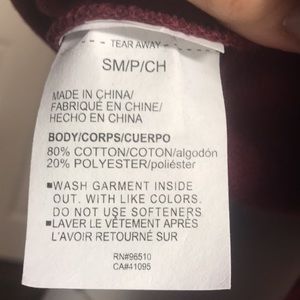 TEAR AWAY
SM/P/CH
MADE IN CHINA/
FABRIQUÉ EN CHINE/
HECHO EN CHINA
BODY/CORPS/CUERPO
80% COTTON/COTON/algodón
20% POLYESTER/poliéster
▪WASH GARMENT INSIDE
OUT. WITH LIKE COLORS.
DO NOT USE SOFTENERS
▪LAVER LE VÊTEMENT APRÈS
L'AVOIR RETOURNÉ SUR
RN#96510
CA#41095